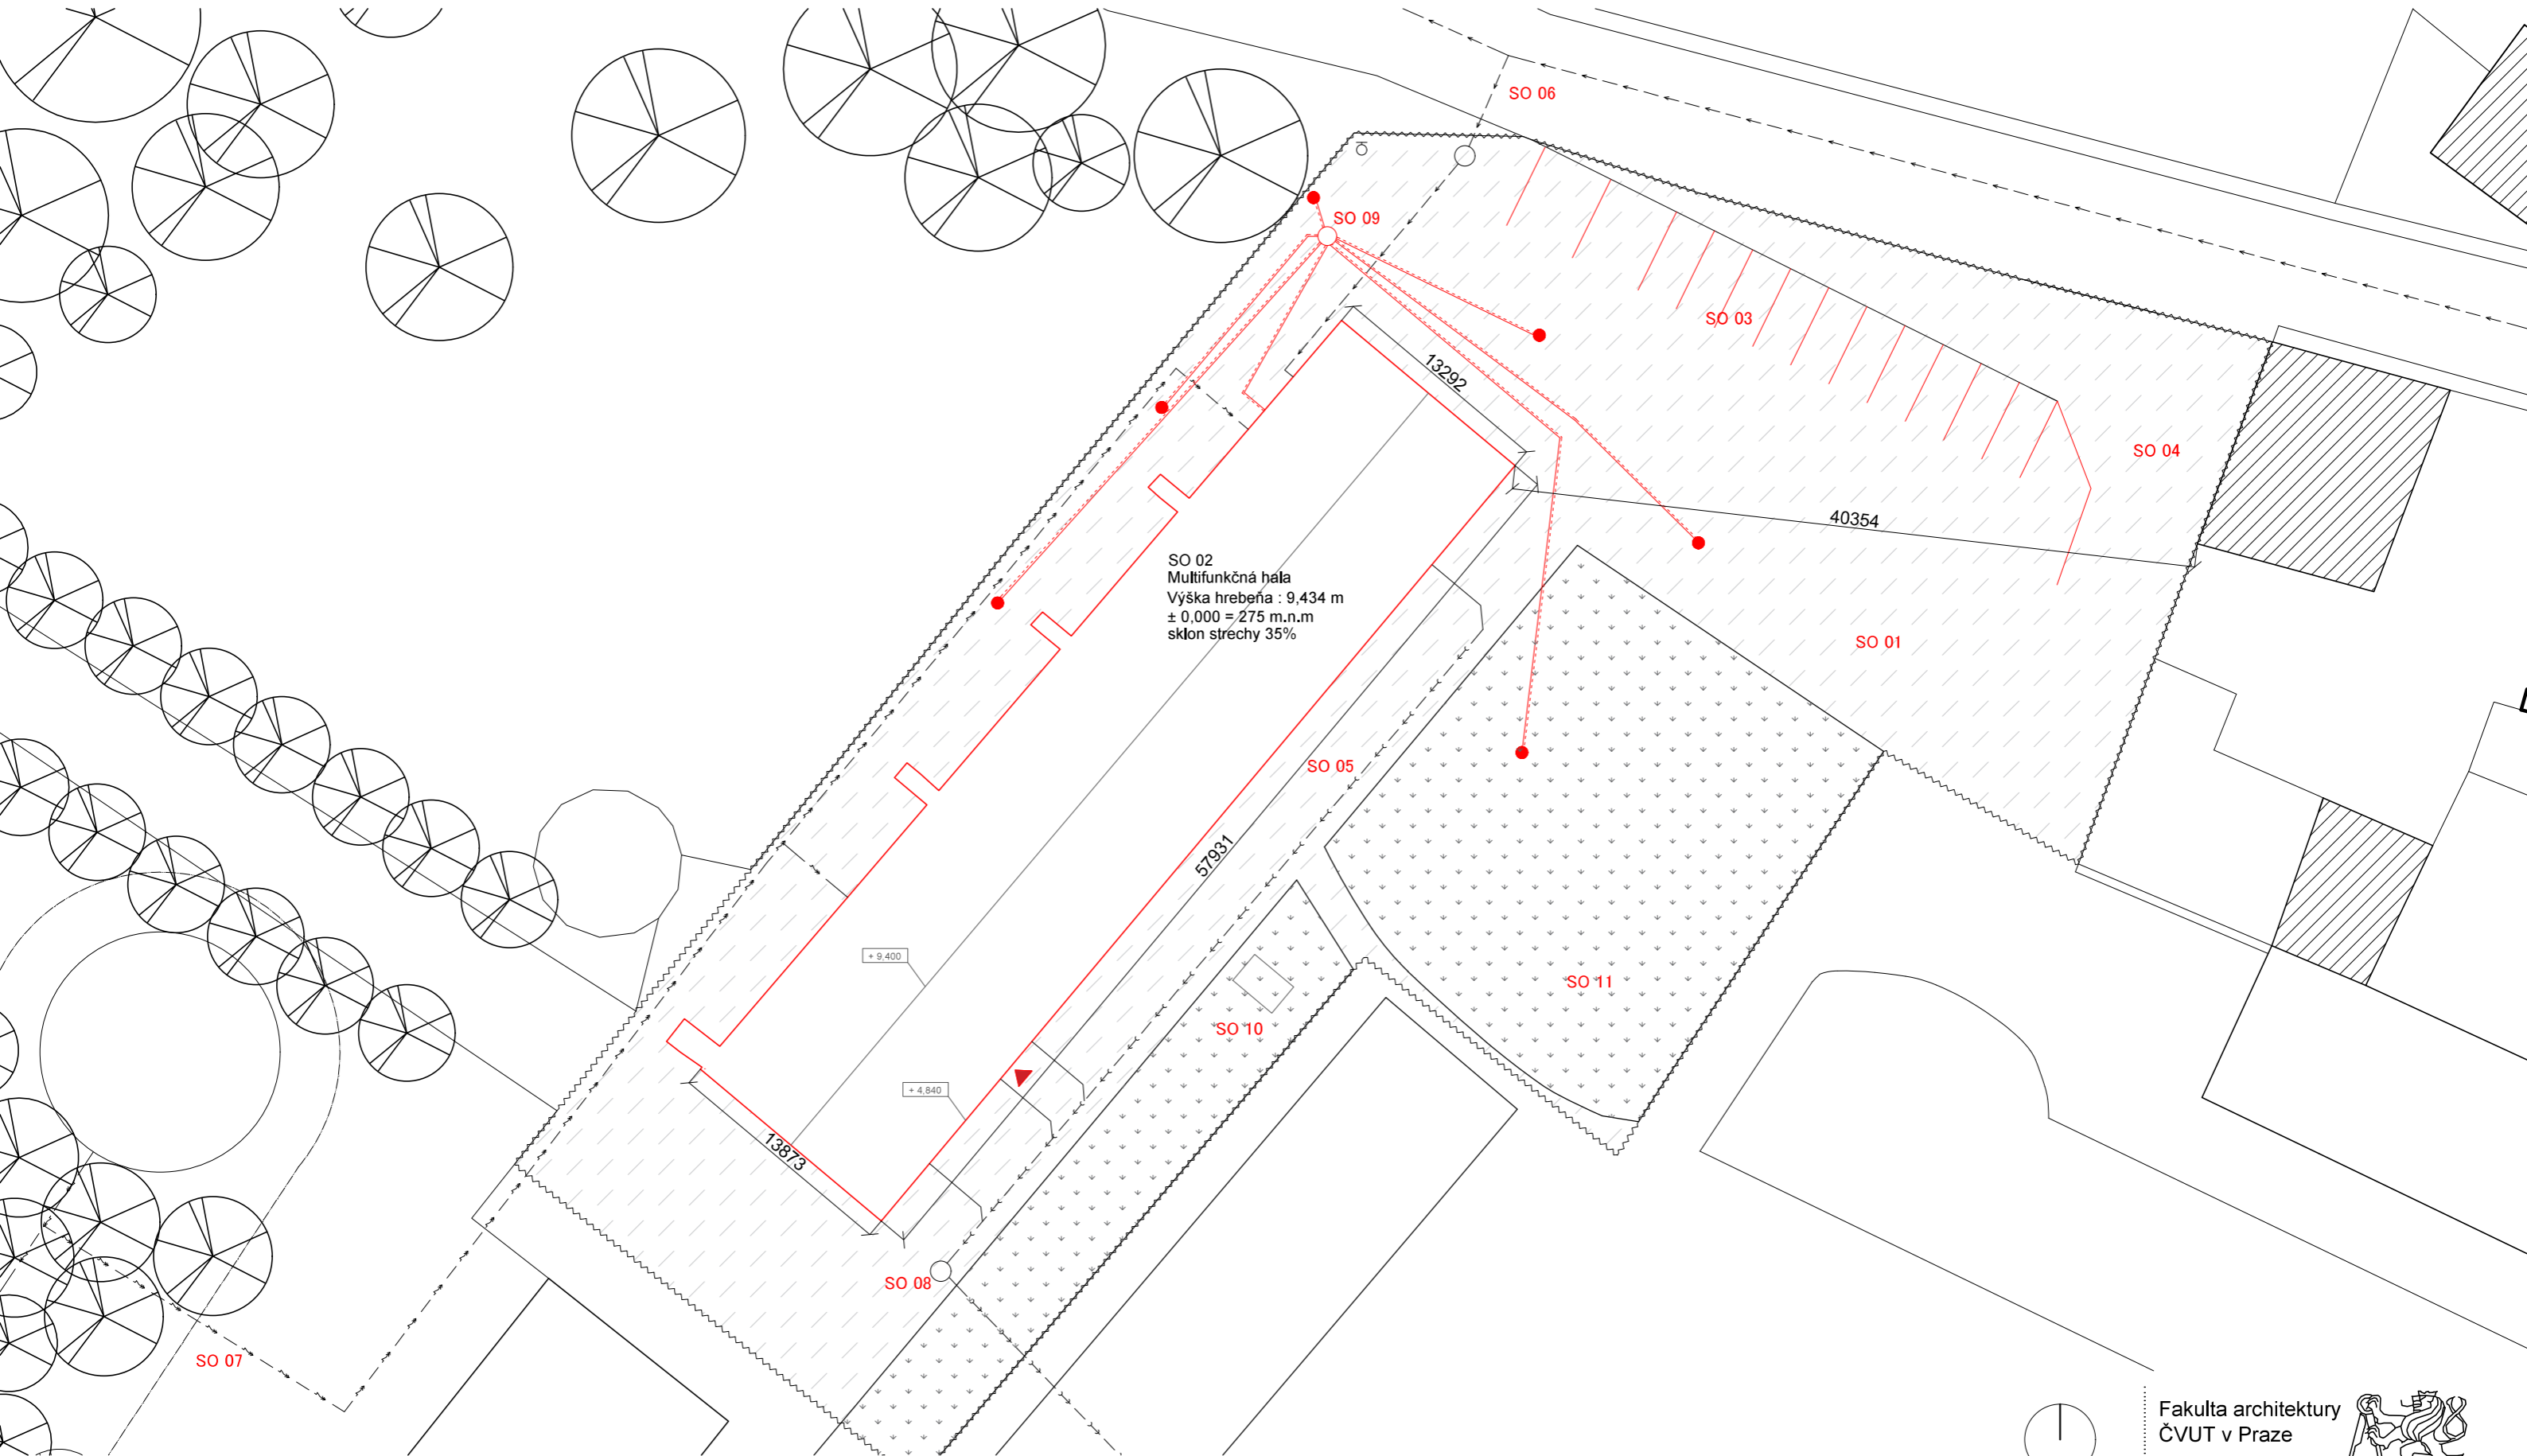 SO 06
SO 09
SO 03
13292
SO 04
40354
SO 02
Multifunkčná hala
Výška hrebeňa : 9,434 m
± 0,000 = 275 m.n.m
sklon strechy 35%
SO 01
SO 05
57931
+ 9,400
SO 11
SO 10
+ 4,840
13873
SO 08
SO 07
Fakulta architektury
ČVUT v Praze